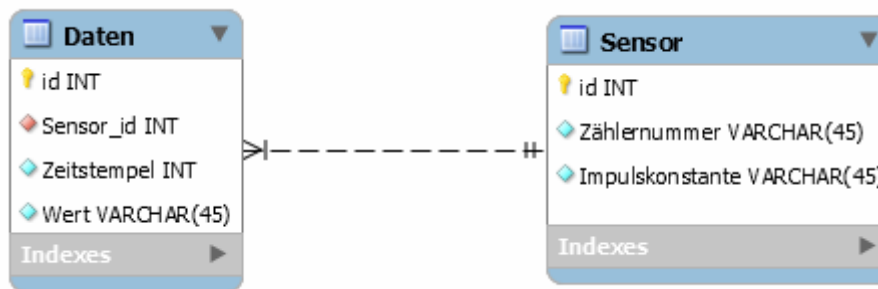 Daten
id INT
Sensor_id INT
Zeitstempel INT
Wert VARCHAR(45)
Indexes
Sensor
id INT
Zählernummer VARCHAR(45)
Impulskonstante VARCHAR(45)
Indexes